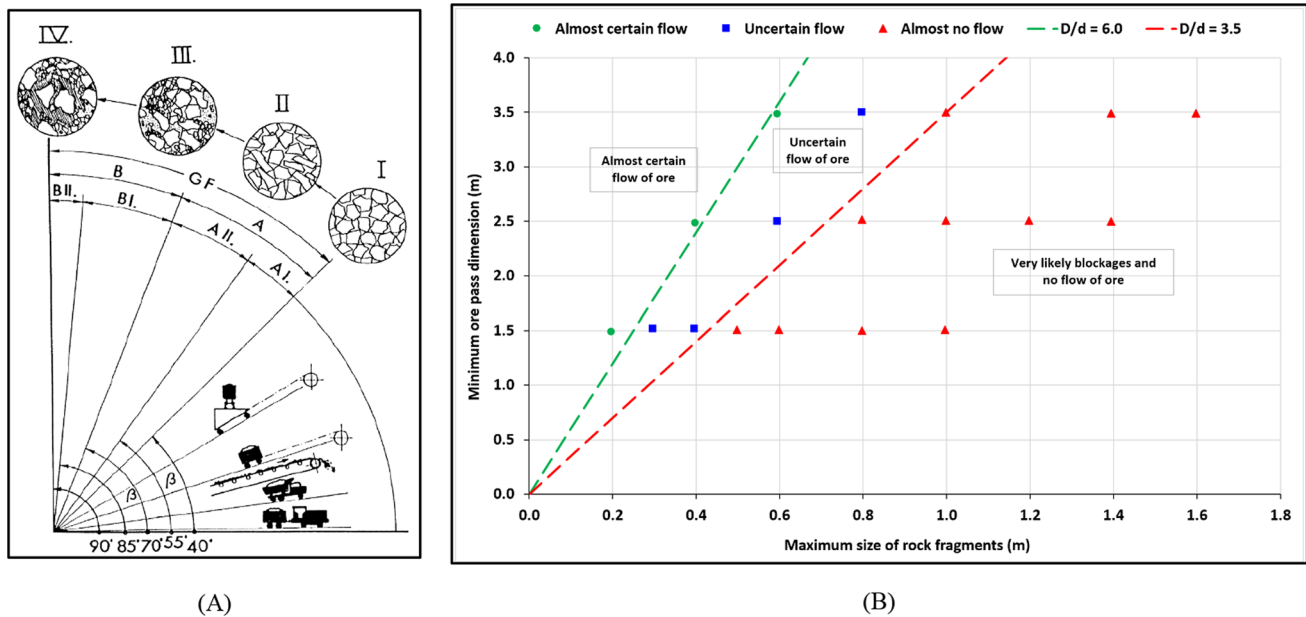 IV.
III.
II
I
GF
B
A
BII.
BI.
AII.
AI.
β
β
90° 85° 70° 55° 40°
(A)
Almost certain flow
Uncertain flow
Almost no flow
D/d = 6.0
D/d = 3.5
Minimum ore pass dimension (m)
4.0
3.5
3.0
2.5
2.0
1.5
1.0
0.5
0.0
Almost certain
flow of ore
Uncertain
flow of ore
Very likely blockages and
no flow of ore
0.0 0.2 0.4 0.6 0.8 1.0 1.2 1.4 1.6 1.8
Maximum size of rock fragments (m)
(B)